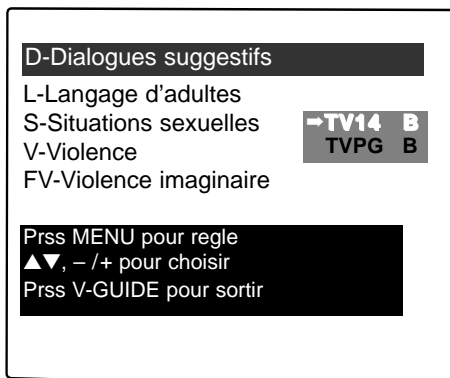 D-Dialogues suggestifs
L-Langage d'adultes
S-Situations sexuelles
➡TV14 B
V-Violence
TVPG B
FV-Violence imaginaire
Prss MENU pour regle
▲▼, – /+ pour choisir
Prss V-GUIDE pour sortir